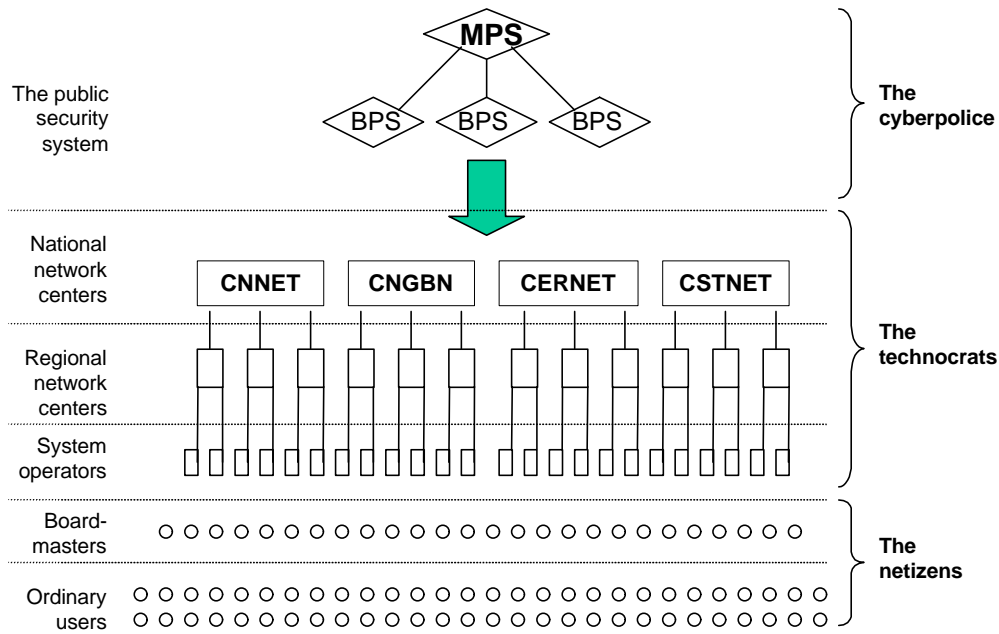 MPS
The public
security
system
BPS BPS BPS
The
cyberpolice
National
network
centers
CNNET CNGBN CERNET CSTNET
Regional
network
centers
The
technocrats
System
operators
Board-
masters
The
netizens
Ordinary
users